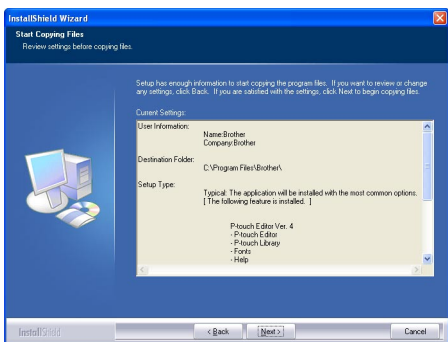 InstallShield Wizard
Start Copying Files
Review settings before copying files.
Setup has enough information to start copying the program files. If you want to review or change
any settings, click Back. If you are satisfied with the settings, click Next to begin copying files.
Current Settings:
User Information:
Name:Brother
Company:Brother
Destination Folder:
C:\Program Files\Brother\
Setup Type:
Typical: The application will be installed with the most common options.
[ The following feature is installed. ]
P-touch Editor Ver. 4
- P-touch Editor
- P-touch Library
- Fonts
- Help
InstallShield
< Back
Next >
Cancel